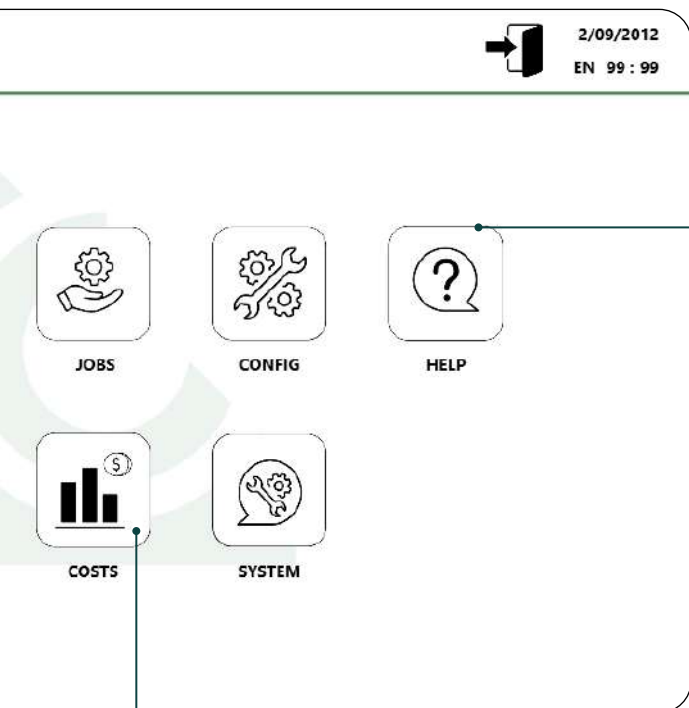 2/09/2012
EN 99 : 99
?
JOBS
CONFIG
HELP
$
COSTS
SYSTEM